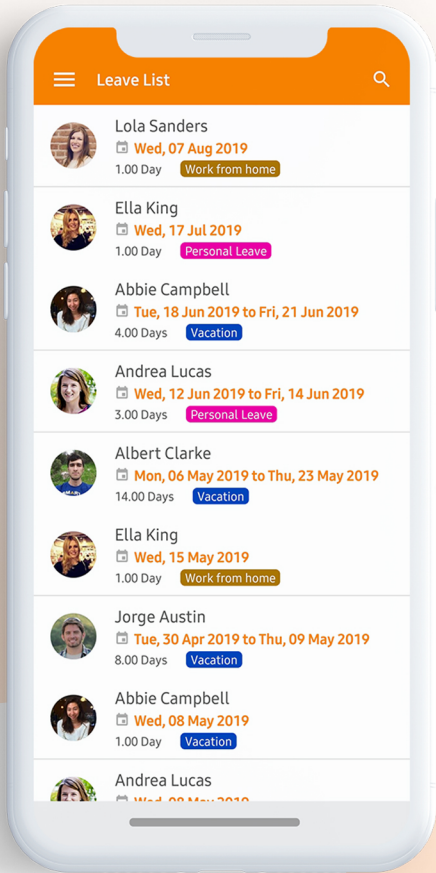 Leave List
Lola Sanders
Wed, 07 Aug 2019
1.00 Day Work from home
Ella King
Wed, 17 Jul 2019
1.00 Day Personal Leave
Abbie Campbell
Tue, 18 Jun 2019 to Fri, 21 Jun 2019
4.00 Days Vacation
Andrea Lucas
Wed, 12 Jun 2019 to Fri, 14 Jun 2019
3.00 Days Personal Leave
Albert Clarke
Mon, 06 May 2019 to Thu, 23 May 2019
14.00 Days Vacation
Ella King
Wed, 15 May 2019
1.00 Day Work from home
Jorge Austin
Tue, 30 Apr 2019 to Thu, 09 May 2019
8.00 Days Vacation
Abbie Campbell
Wed, 08 May 2019
1.00 Day Vacation
Andrea Lucas
Wed, 08 May 2019